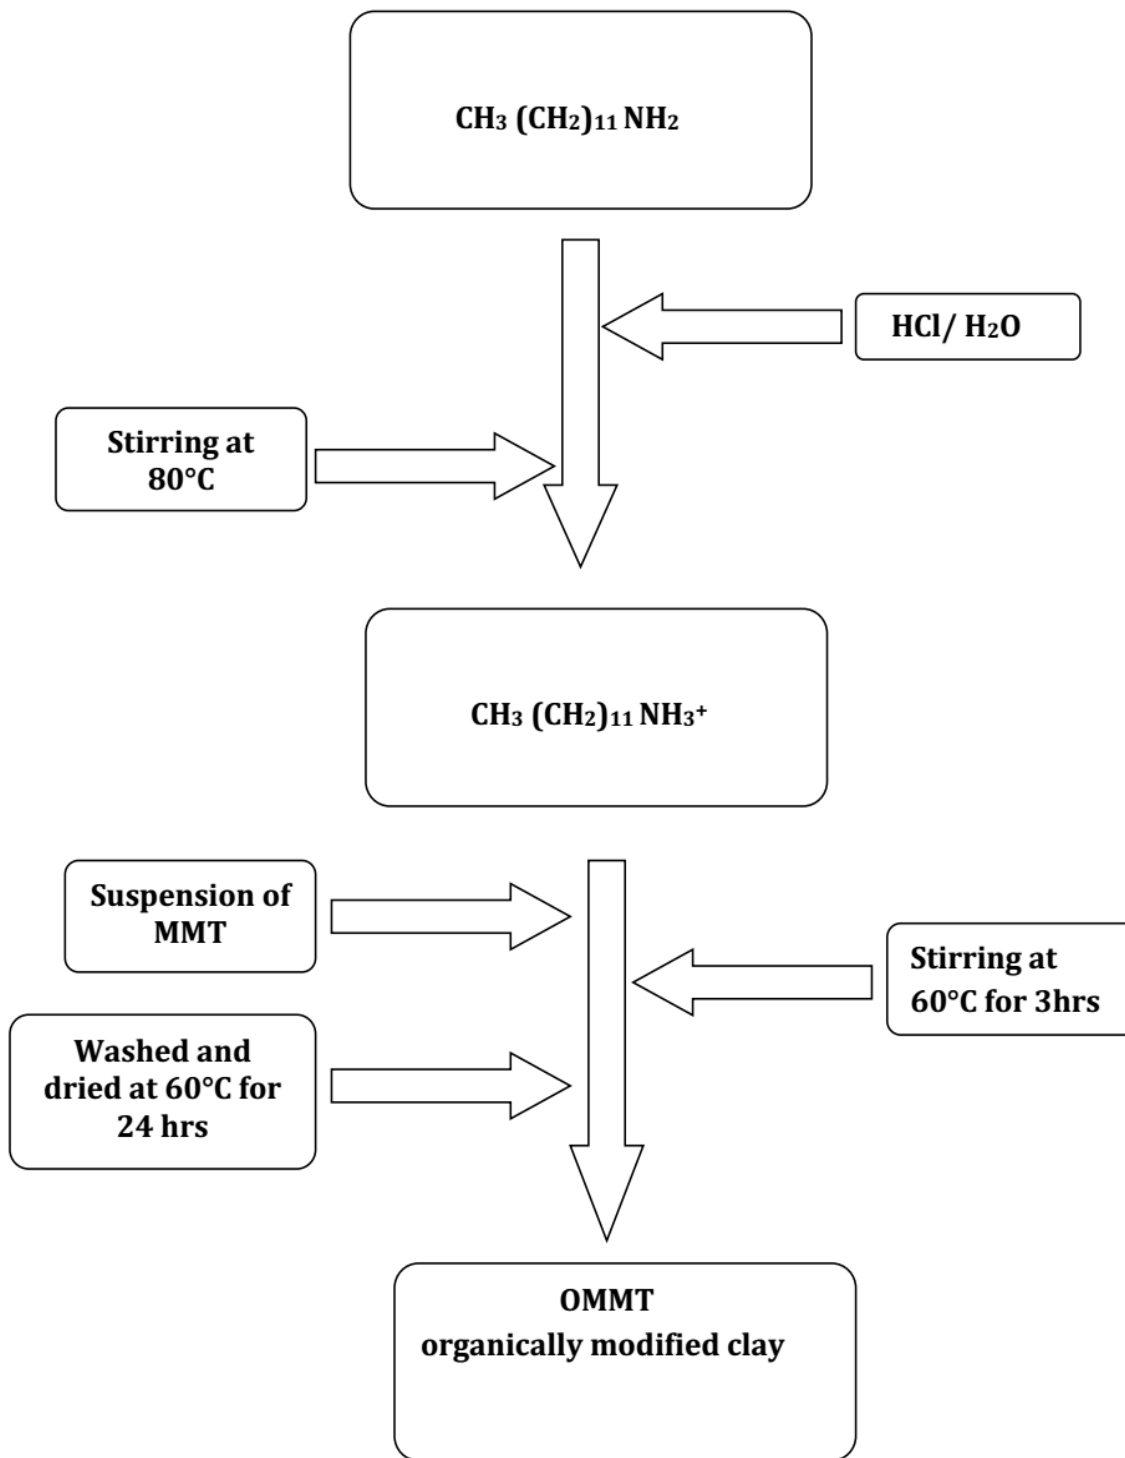 CH₃ (CH₂)₁₁ NH₂
HCl/ H₂O
Stirring at
80°C
CH₃ (CH₂)₁₁ NH₃⁺
Suspension of
MMT
Stirring at
60°C for 3hrs
Washed and
dried at 60°C for
24 hrs
OMMT
organically modified clay